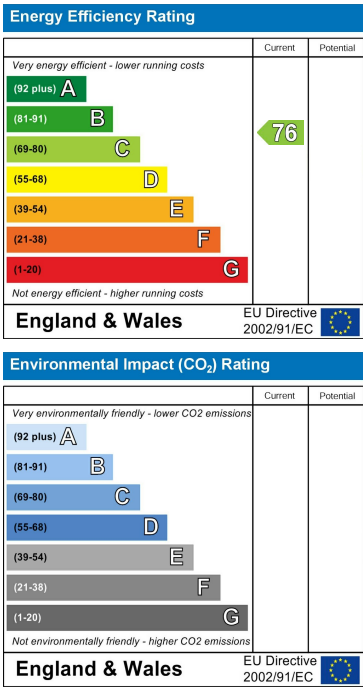 Energy Efficiency Rating
Current Potential
Very energy efficient - lower running costs
(92 plus) A
(81-91) B
76
(69-80) C
(55-68) D
(39-54) E
(21-38) F
(1-20) G
Not energy efficient - higher running costs
England & Wales
EU Directive
2002/91/EC
Environmental Impact (CO₂) Rating
Current Potential
Very environmentally friendly - lower CO2 emissions
(92 plus) A
(81-91) B
(69-80) C
(55-68) D
(39-54) E
(21-38) F
(1-20) G
Not environmentally friendly - higher CO2 emissions
England & Wales
EU Directive
2002/91/EC